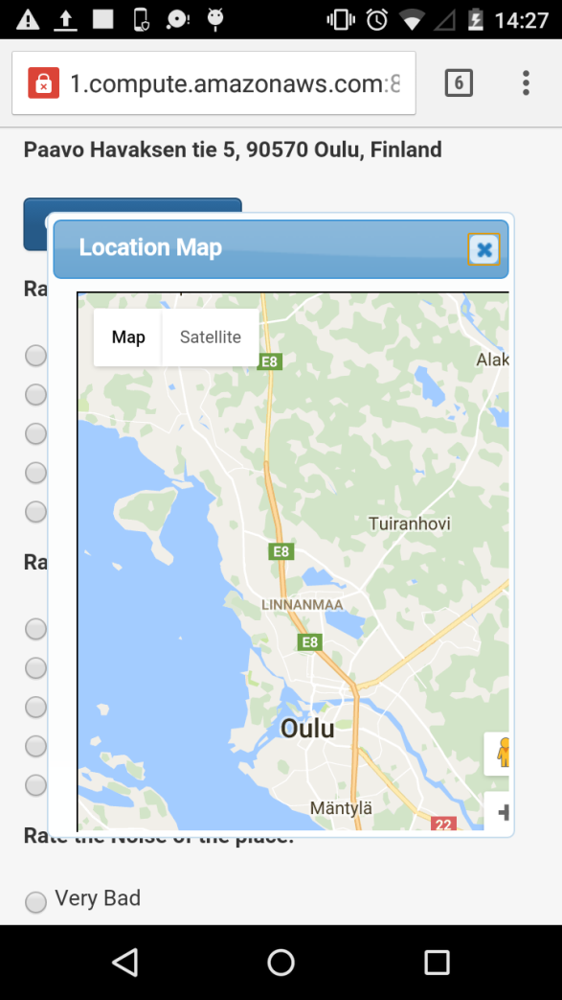 14:27
1.compute.amazonaws.com:8
6
Paavo Havaksen tie 5, 90570 Oulu, Finland
Location Map
Ra
Map
Satellite
E8
Alak
Tuiranhovi
E8
Ra
LINNANMAA
E8
Oulu
Mäntylä
22
Rate the Noise of the place:
Very Bad